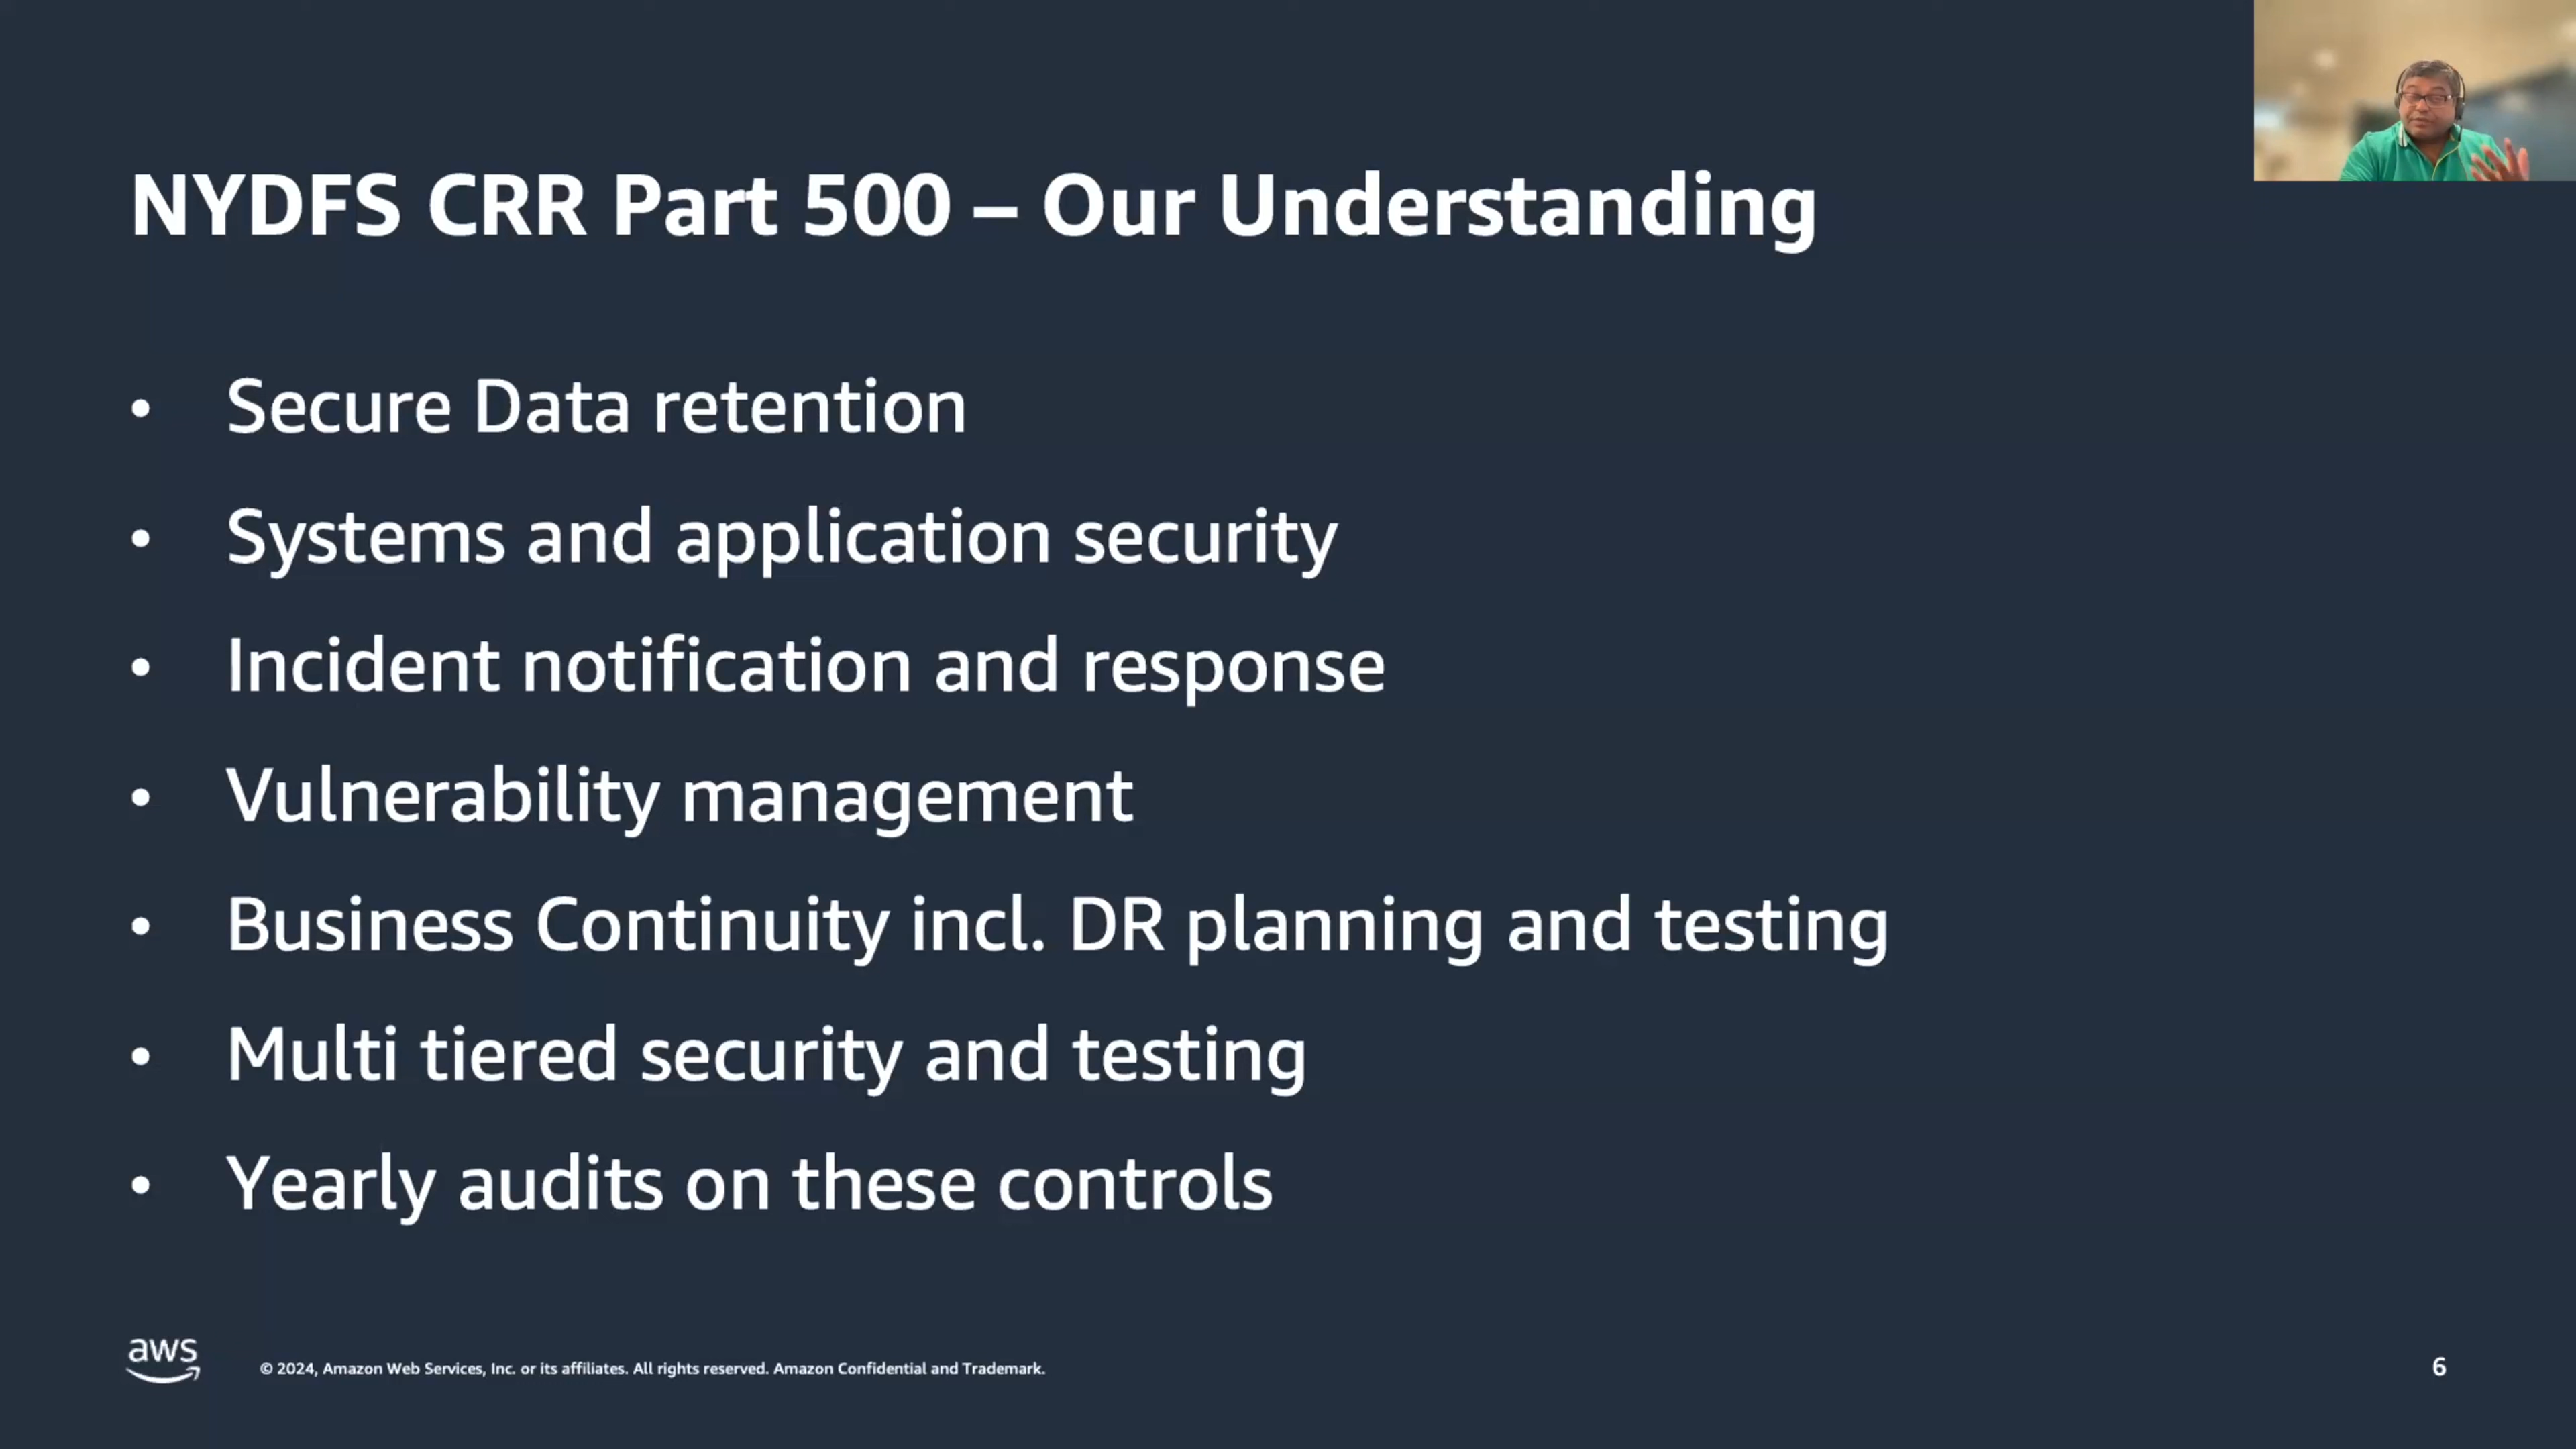 NYDFS CRR Part 500 – Our Understanding
• Secure Data retention
• Systems and application security
• Incident notification and response
• Vulnerability management
• Business Continuity incl. DR planning and testing
• Multi tiered security and testing
• Yearly audits on these controls
aws
© 2024, Amazon Web Services, Inc. or its affiliates. All rights reserved. Amazon Confidential and Trademark.
6